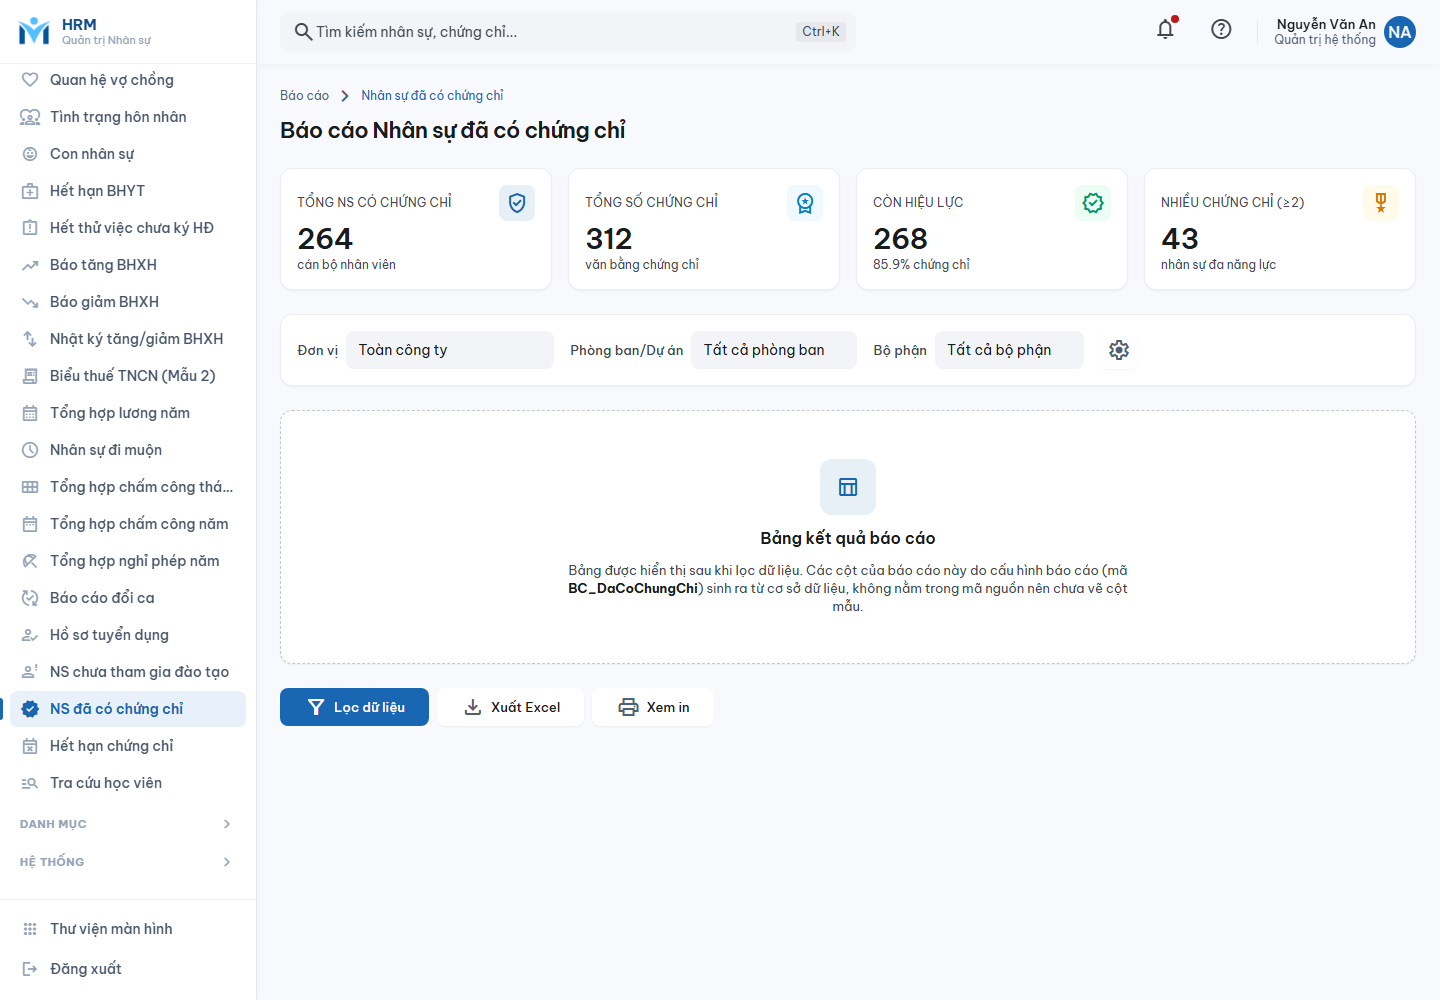 HRM
Quản trị Nhân sự
Quan hệ vợ chồng
Tình trạng hôn nhân
Con nhân sự
Hết hạn BHYT
Hết thử việc chưa ký HĐ
Báo tăng BHXH
Báo giảm BHXH
Nhật ký tăng/giảm BHXH
Biểu thuế TNCN (Mẫu 2)
Tổng hợp lương năm
Nhân sự đi muộn
Tổng hợp chấm công thá...
Tổng hợp chấm công năm
Tổng hợp nghỉ phép năm
Báo cáo đổi ca
Hồ sơ tuyển dụng
NS chưa tham gia đào tạo
NS đã có chứng chỉ
Hết hạn chứng chỉ
Tra cứu học viên
DANH MỤC
HỆ THỐNG
Thư viện màn hình
Đăng xuất
Tìm kiếm nhân sự, chứng chỉ...
Ctrl+K
Nguyễn Văn An
Quản trị hệ thống
NA
Báo cáo
Nhân sự đã có chứng chỉ
Báo cáo Nhân sự đã có chứng chỉ
TỔNG NS CÓ CHỨNG CHỈ
264
cán bộ nhân viên
TỔNG SỐ CHỨNG CHỈ
312
văn bằng chứng chỉ
CÒN HIỆU LỰC
268
85.9% chứng chỉ
NHIỀU CHỨNG CHỈ (≥2)
43
nhân sự đa năng lực
Đơn vị
Toàn công ty
Phòng ban/Dự án
Tất cả phòng ban
Bộ phận
Tất cả bộ phận
Bảng kết quả báo cáo
Bảng được hiển thị sau khi lọc dữ liệu. Các cột của báo cáo này do cấu hình báo cáo (mã
BC_DaCoChungChi) sinh ra từ cơ sở dữ liệu, không nằm trong mã nguồn nên chưa vẽ cột
mẫu.
Lọc dữ liệu
Xuất Excel
Xem in